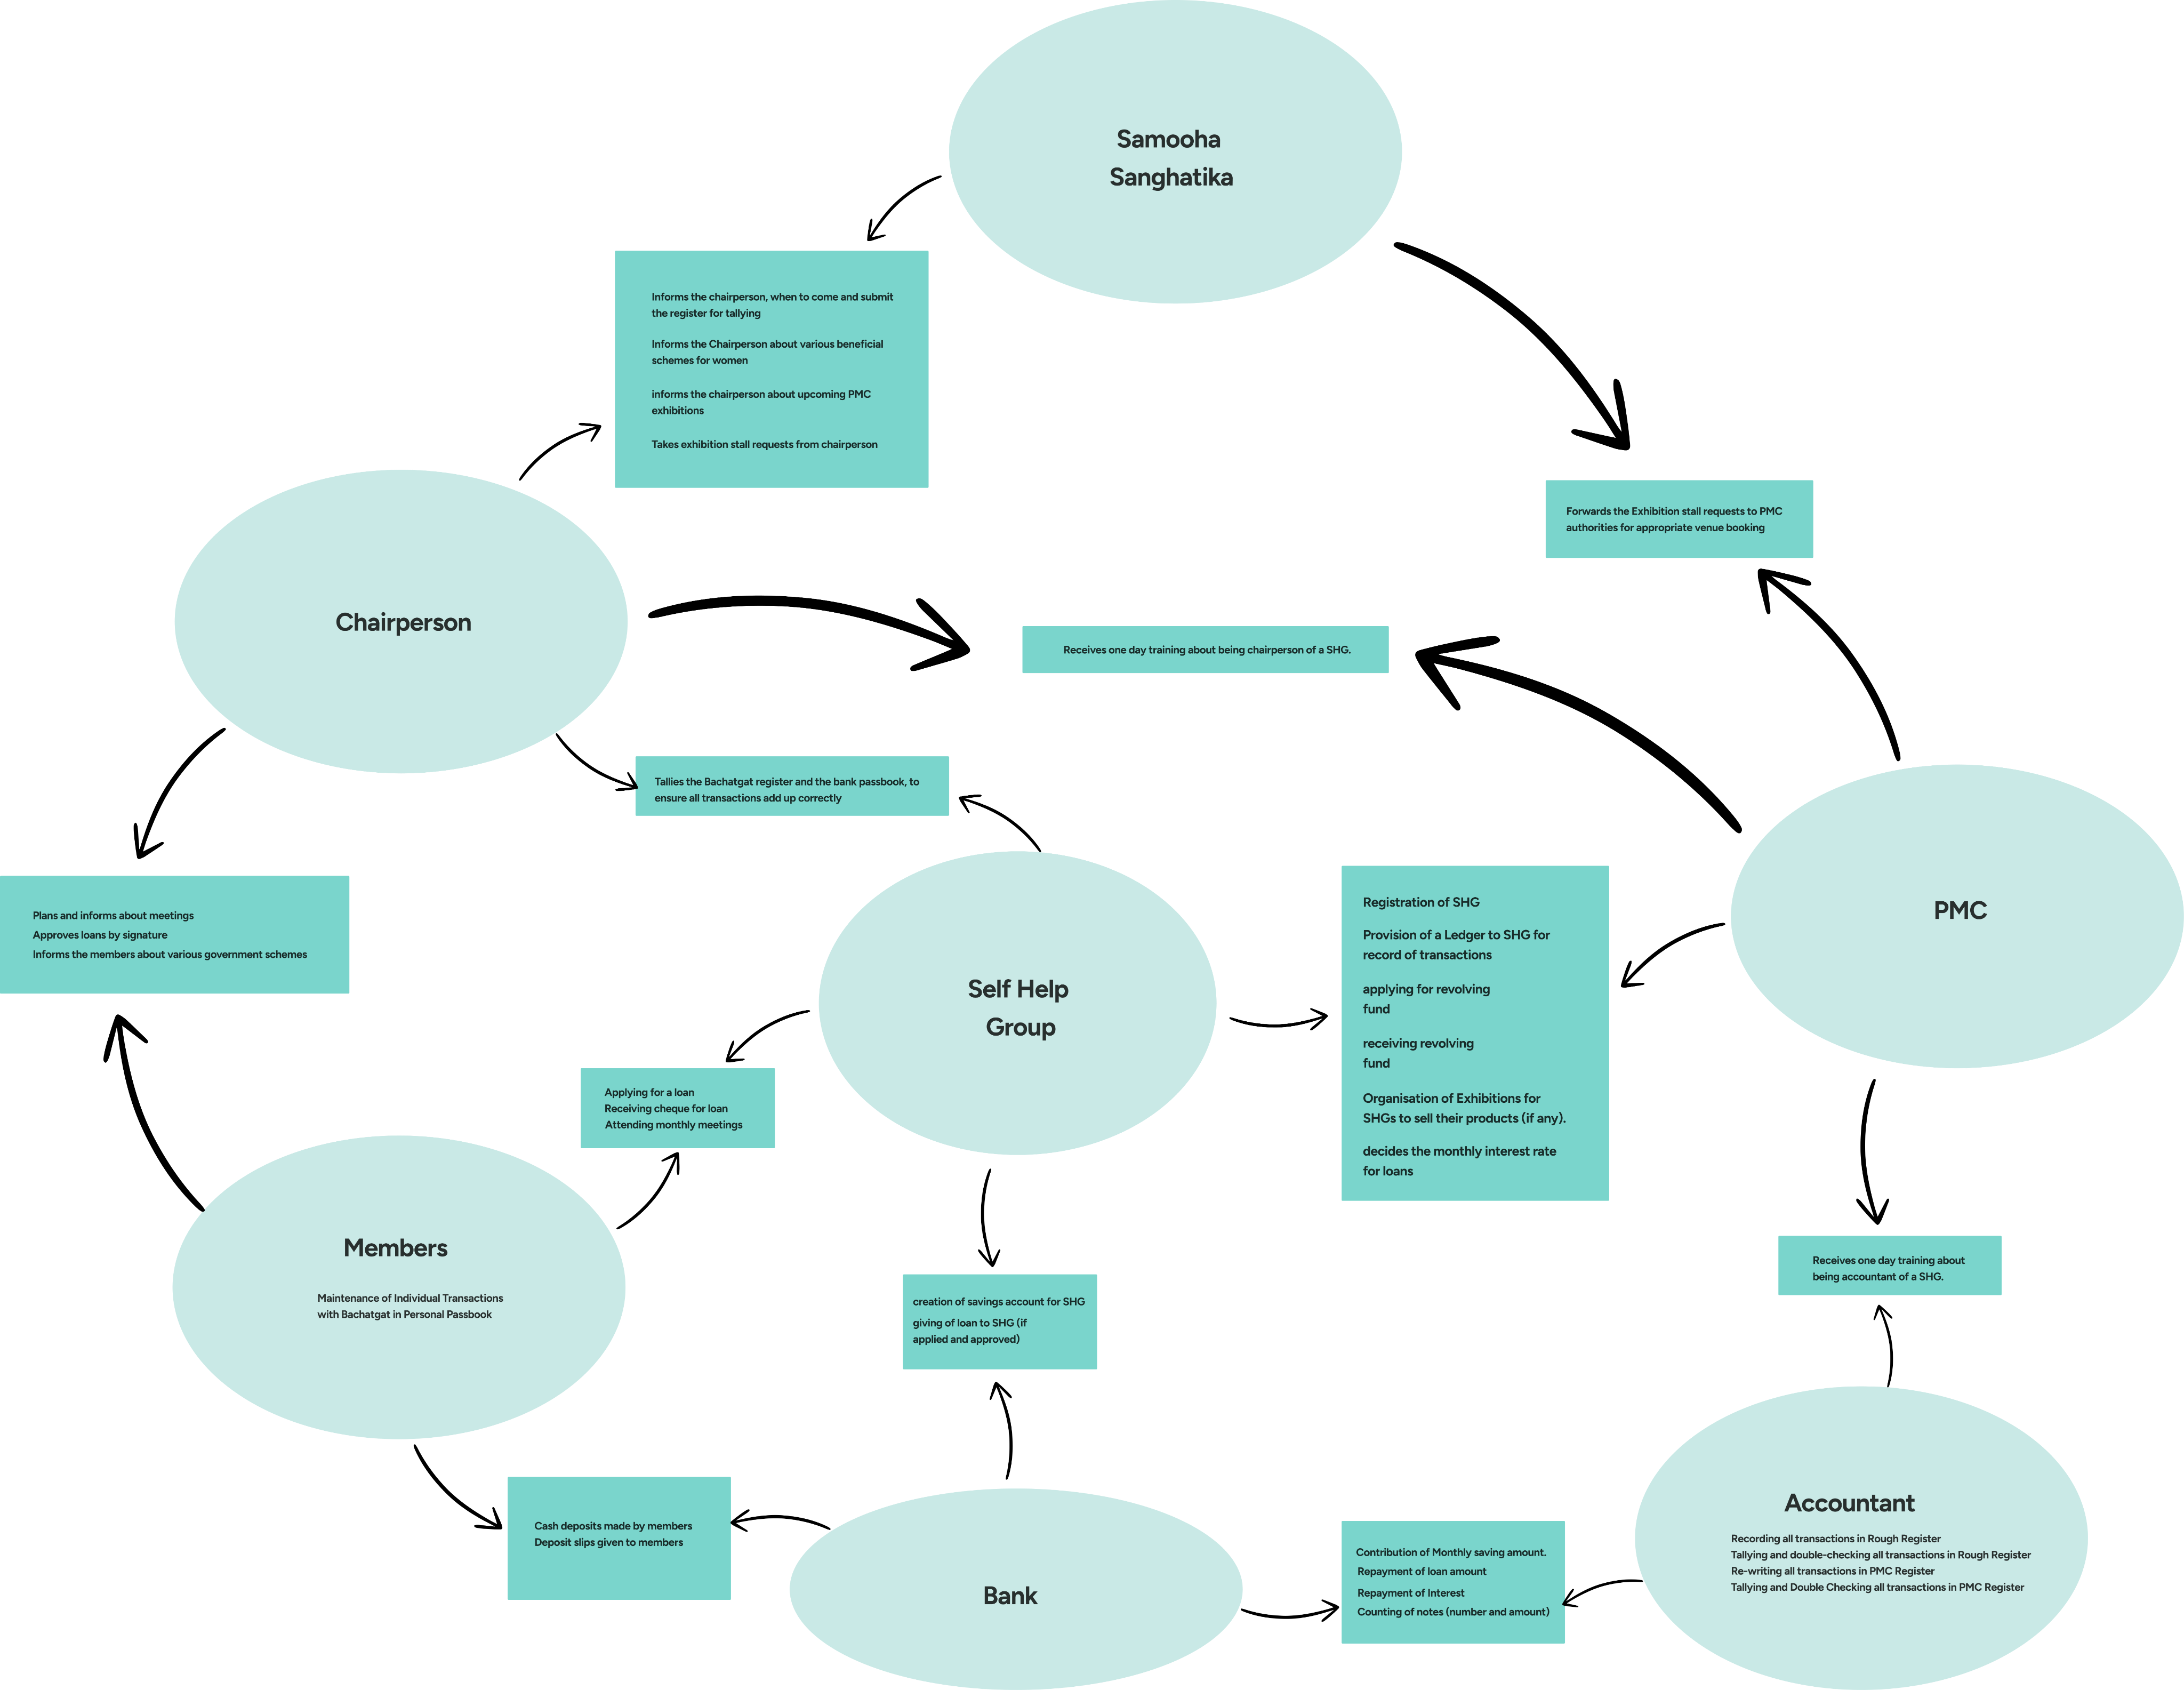 Samooha
Sanghatika
Informs the chairperson, when to come and submit
the register for tallying
Informs the Chairperson about various beneficial
schemes for women
informs the chairperson about upcoming PMC
exhibitions
Takes exhibition stall requests from chairperson
Forwards the Exhibition stall requests to PMC
authorities for appropriate venue booking
Chairperson
Receives one day training about being chairperson of a SHG.
Tallies the Bachatgat register and the bank passbook, to
ensure all transactions add up correctly
Plans and informs about meetings
Approves loans by signature
Informs the members about various government schemes
PMC
Registration of SHG
Provision of a Ledger to SHG for
record of transactions
applying for revolving
fund
receiving revolving
fund
Organisation of Exhibitions for
SHGs to sell their products (if any).
decides the monthly interest rate
for loans
Self Help
Group
Applying for a loan
Receiving cheque for loan
Attending monthly meetings
Members
Maintenance of Individual Transactions
with Bachatgat in Personal Passbook
creation of savings account for SHG
giving of loan to SHG (if
applied and approved)
Receives one day training about
being accountant of a SHG.
Cash deposits made by members
Deposit slips given to members
Bank
Contribution of Monthly saving amount.
Repayment of loan amount
Repayment of Interest
Counting of notes (number and amount)
Accountant
Recording all transactions in Rough Register
Tallying and double-checking all transactions in Rough Register
Re-writing all transactions in PMC Register
Tallying and Double Checking all transactions in PMC Register